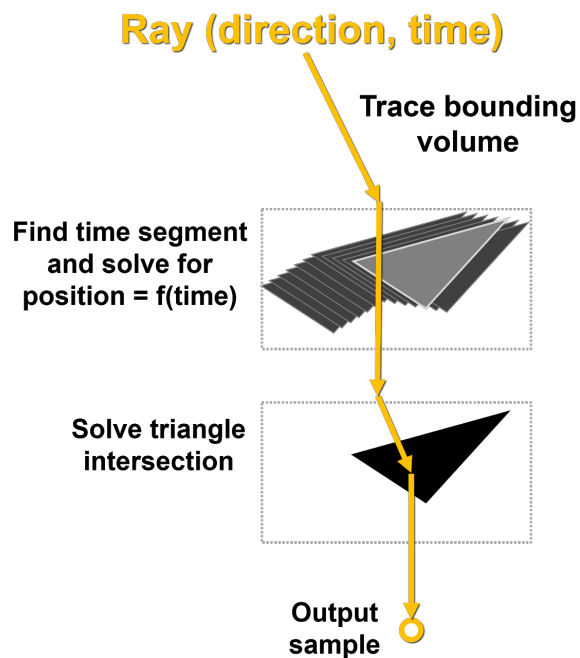 Ray (direction, time)
Trace bounding
volume
Find time segment
and solve for
position = f(time)
Solve triangle
intersection
Output
sample